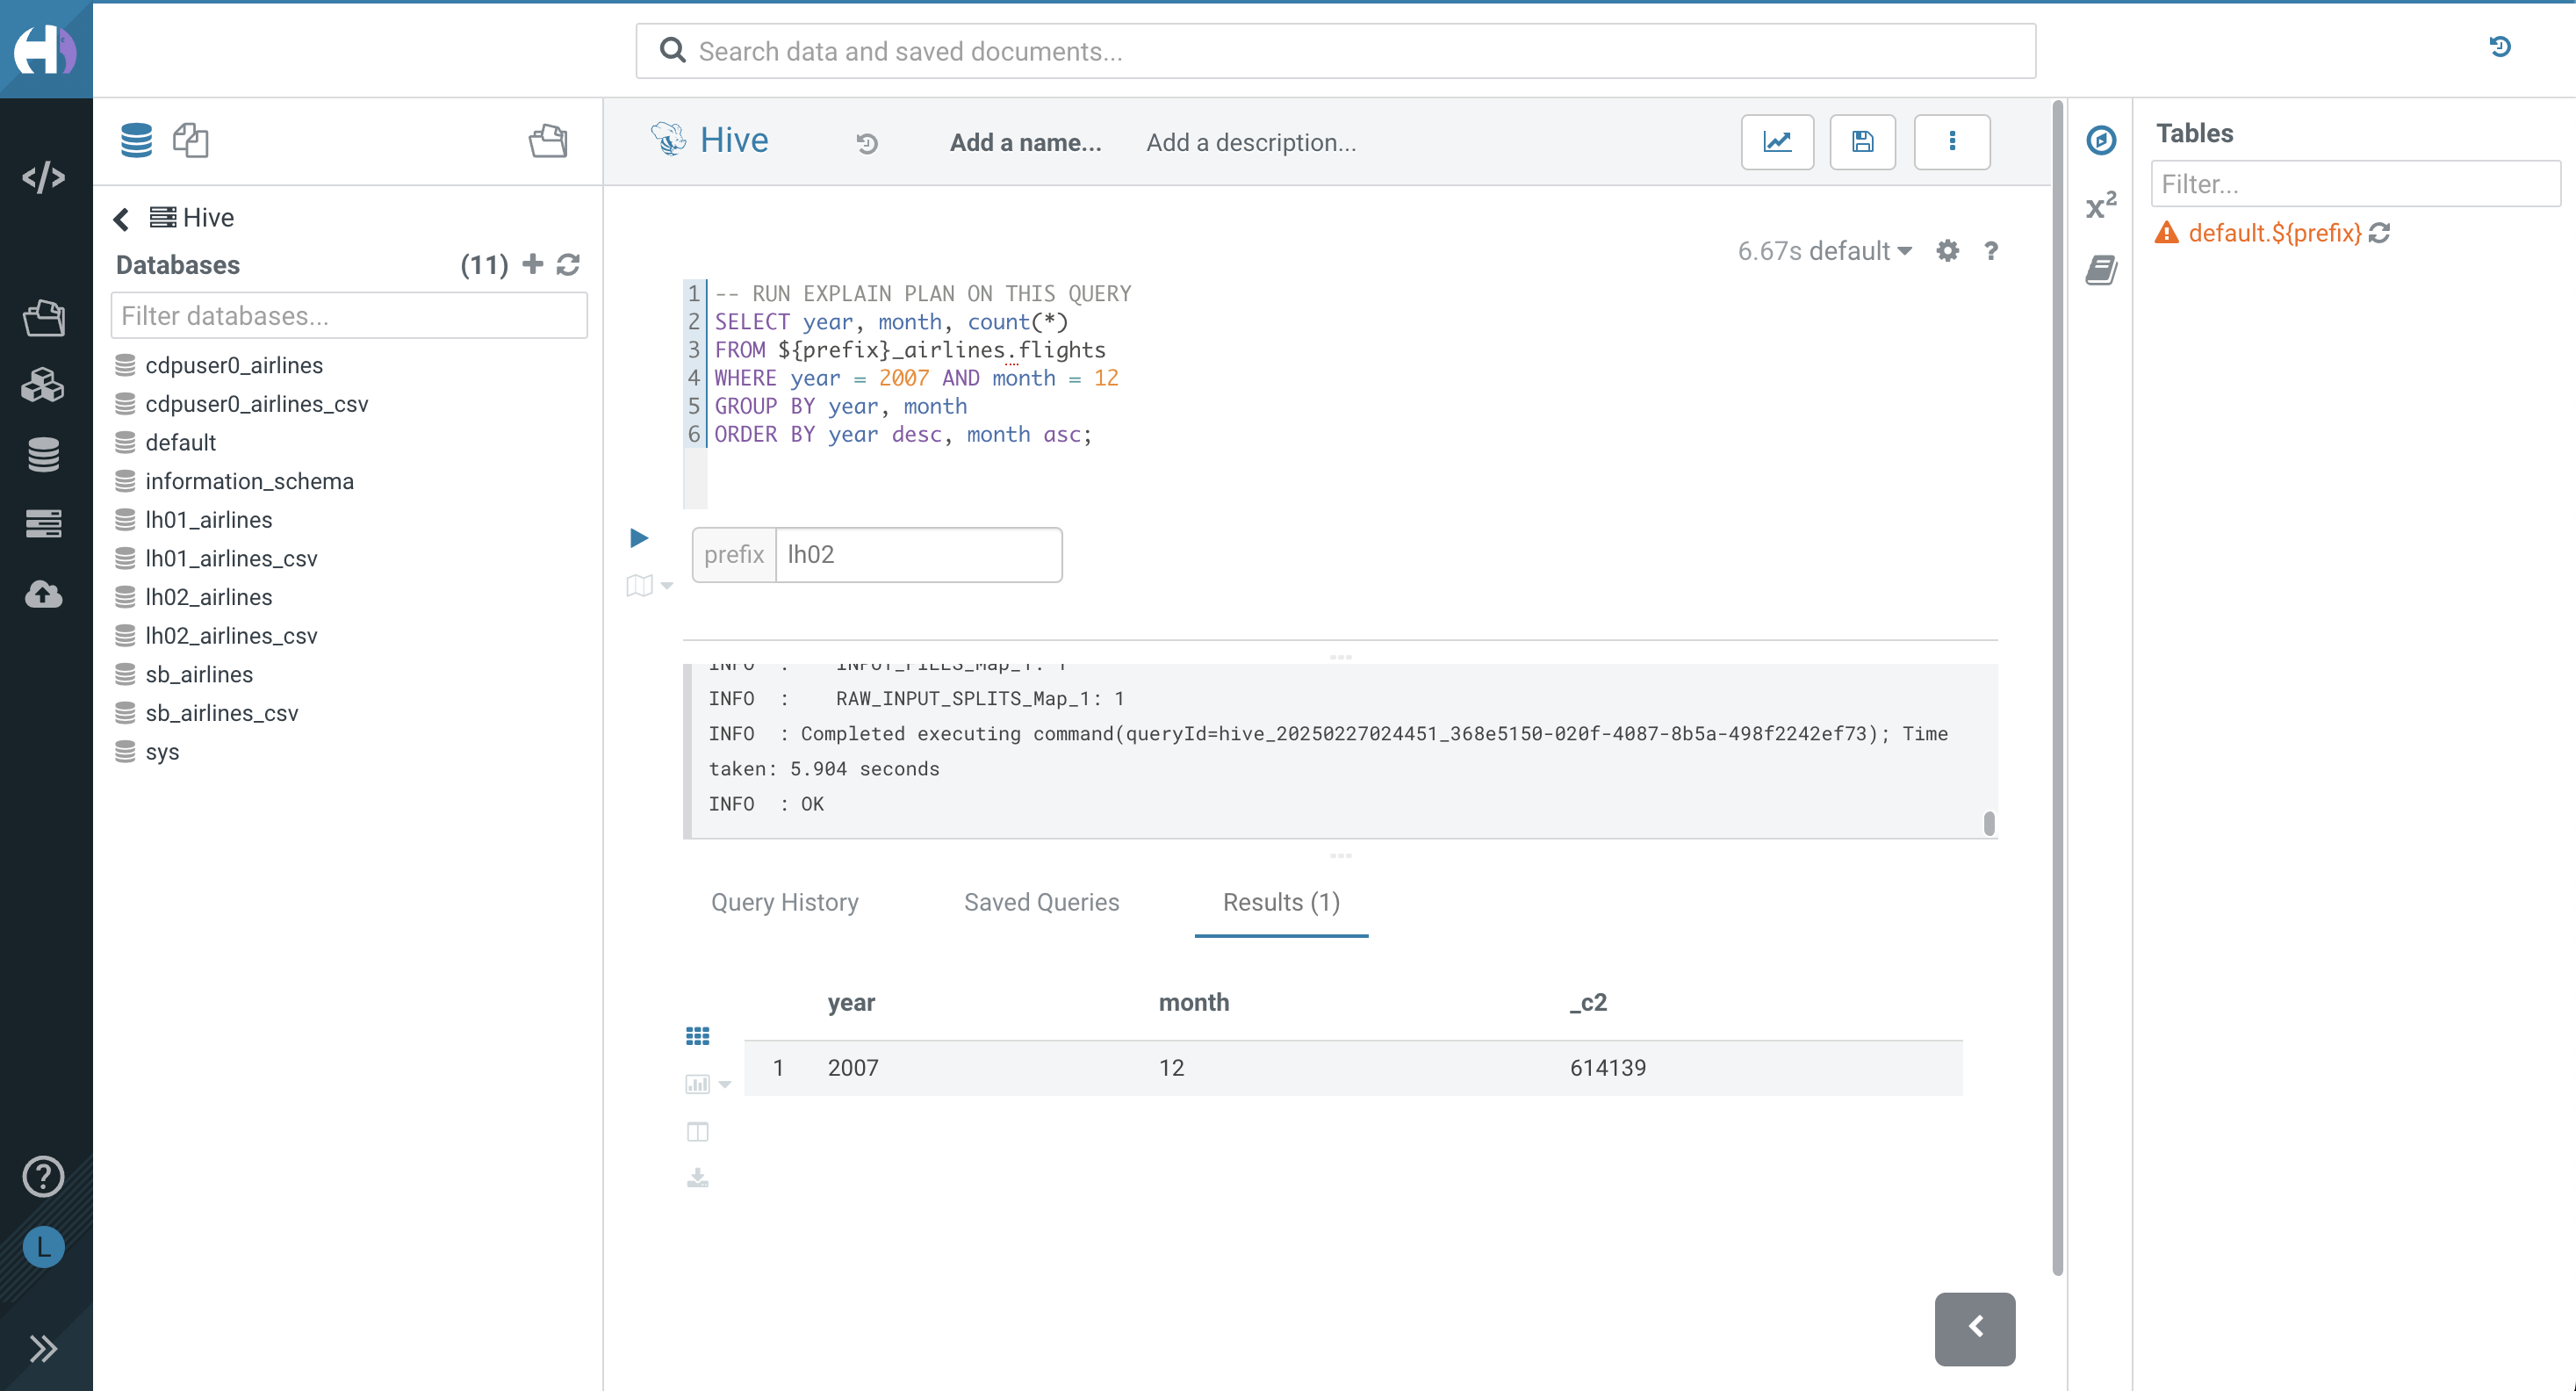 Search data and saved documents...
Hive
Databases (11)
Filter databases...
cdpuser0_airlines
cdpuser0_airlines_csv
default
information_schema
lh01_airlines
lh01_airlines_csv
lh02_airlines
lh02_airlines_csv
sb_airlines
sb_airlines_csv
sys
L
Hive Add a name... Add a description...
6.67s default ?
1 -- RUN EXPLAIN PLAN ON THIS QUERY
2 SELECT year, month, count(*)
3 FROM ${prefix}_airlines.flights
4 WHERE year = 2007 AND month = 12
5 GROUP BY year, month
6 ORDER BY year desc, month asc;
prefix lh02
INFO : INPUT_FILES_Map_1: 1
INFO : RAW_INPUT_SPLITS_Map_1: 1
INFO : Completed executing command(queryId=hive_20250227024451_368e5150-020f-4087-8b5a-498f2242ef73); Time
taken: 5.904 seconds
INFO : OK
Query History Saved Queries Results (1)
year month _c2
1 2007 12 614139
x²
Tables
Filter...
default.${prefix}